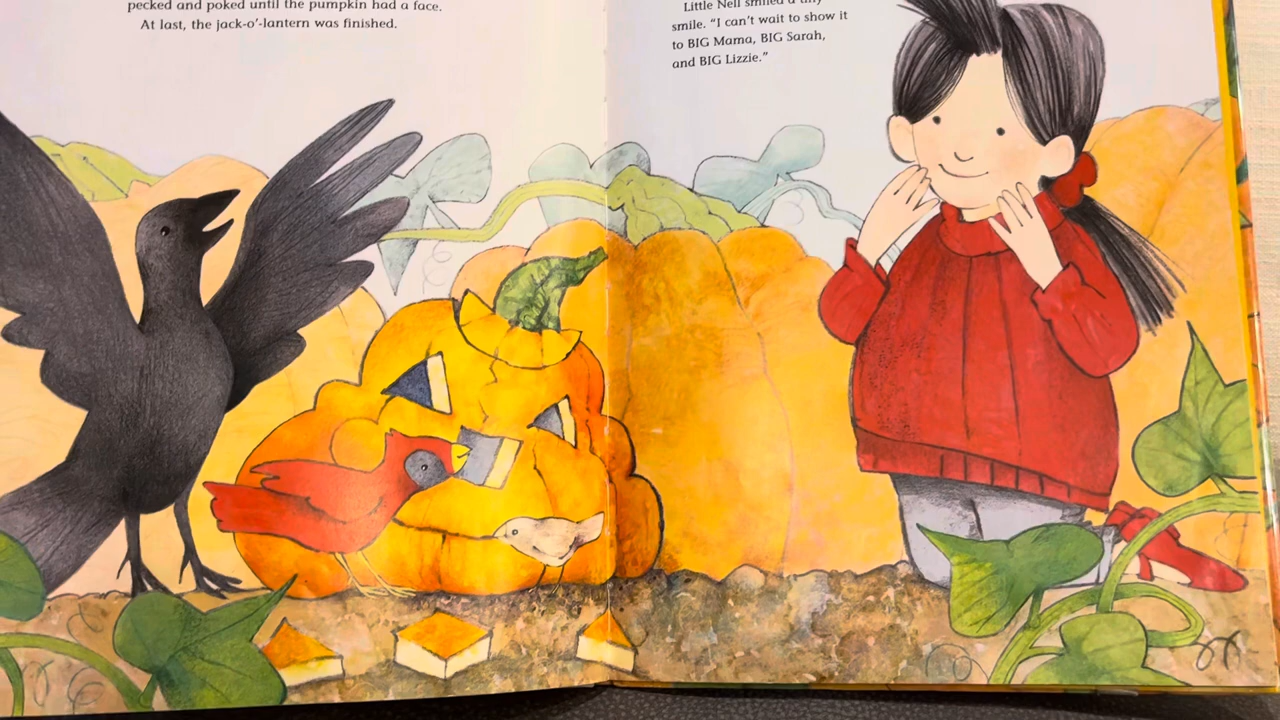 pecked and poked until the pumpkin had a face.
At last, the jack-o'-lantern was finished.
Little Nell smiled a tiny
smile. “I can’t wait to show it
to BIG Mama, BIG Sarah,
and BIG Lizzie.”